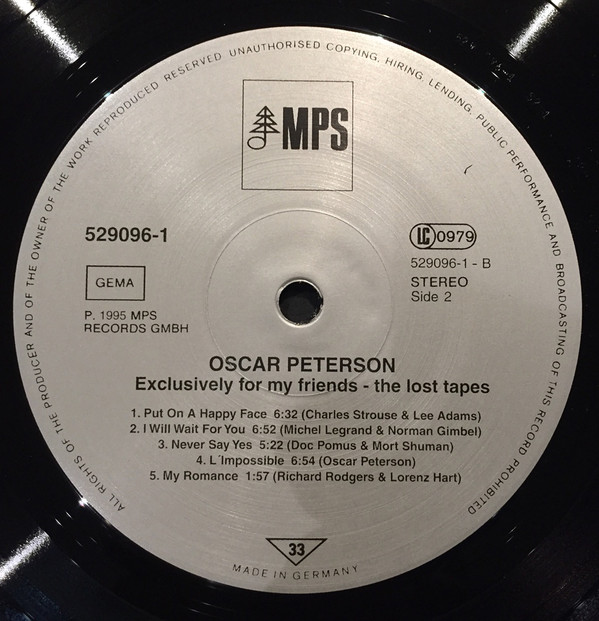 ALL RIGHTS OF THE PRODUCER AND OF THE OWNER OF THE WORK REPRODUCED RESERVED UNAUTHORISED COPYING, HIRING, LENDING, PUBLIC PERFORMANCE AND BROADCASTING OF THIS RECORD PROHIBITED
MPS
529096-1
LC 0979
GEMA
529096-1 - B
STEREO
Side 2
P. 1995 MPS
RECORDS GMBH
OSCAR PETERSON
Exclusively for my friends - the lost tapes
1. Put On A Happy Face 6:32 (Charles Strouse & Lee Adams)
2. I Will Wait For You 6:52 (Michel Legrand & Norman Gimbel)
3. Never Say Yes 5:22 (Doc Pomus & Mort Shuman)
4. L´Impossible 6:54 (Oscar Peterson)
5. My Romance 1:57 (Richard Rodgers & Lorenz Hart)
33
MADE IN GERMANY